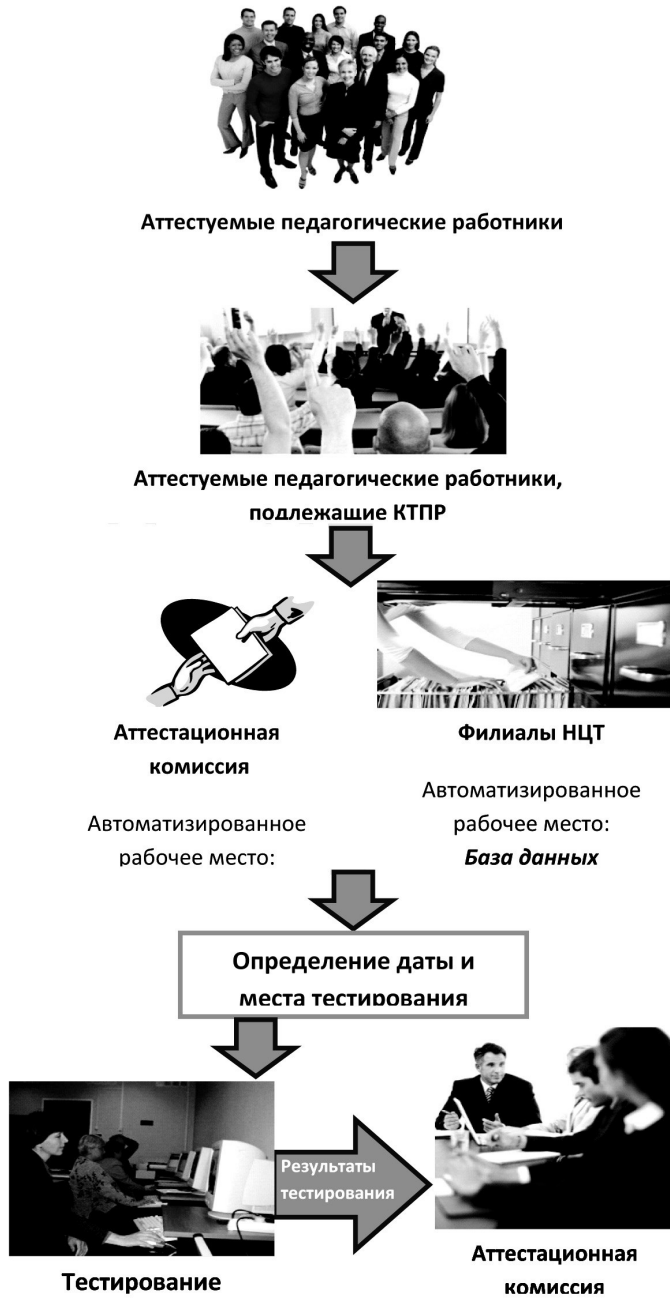 Аттестуемые педагогические работники
Аттестуемые педагогические работники,
подлежащие КТПР
Аттестационная
комиссия
Автоматизированное
рабочее место:
Филиалы НЦТ
Автоматизированное
рабочее место:
База данных
Определение даты и
места тестирования
Результаты
тестирования
Тестирование
Аттестационная
комиссия